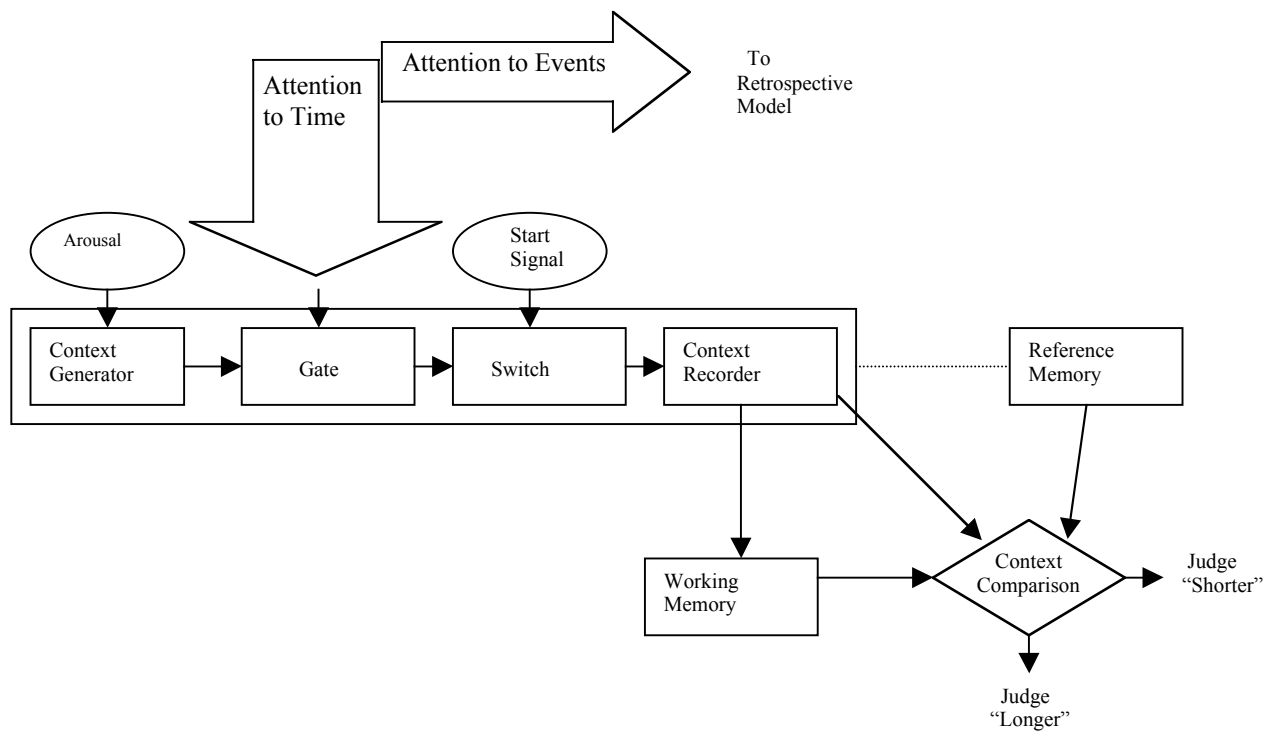 Attention to Events
To
Retrospective
Model
Attention
to Time
Arousal
Start
Signal
Context
Generator
Gate
Switch
Context
Recorder
Reference
Memory
Working
Memory
Context
Comparison
Judge
“Shorter”
Judge
“Longer”